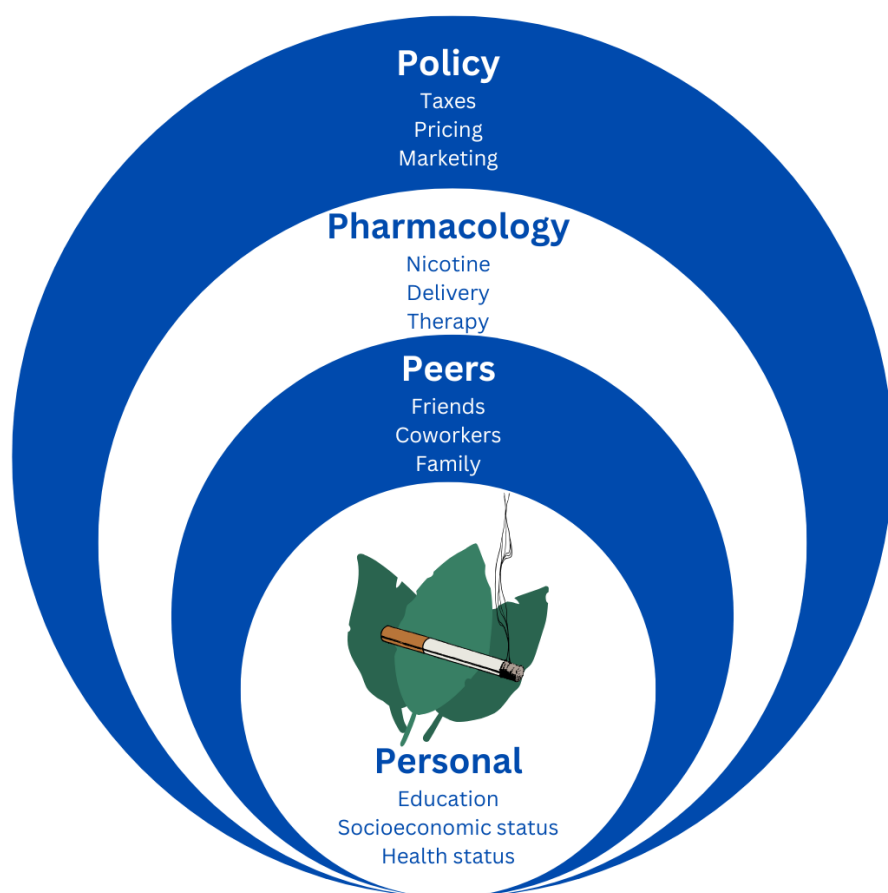 Policy
Taxes
Pricing
Marketing
Pharmacology
Nicotine
Delivery
Therapy
Peers
Friends
Coworkers
Family
Personal
Education
Socioeconomic status
Health status